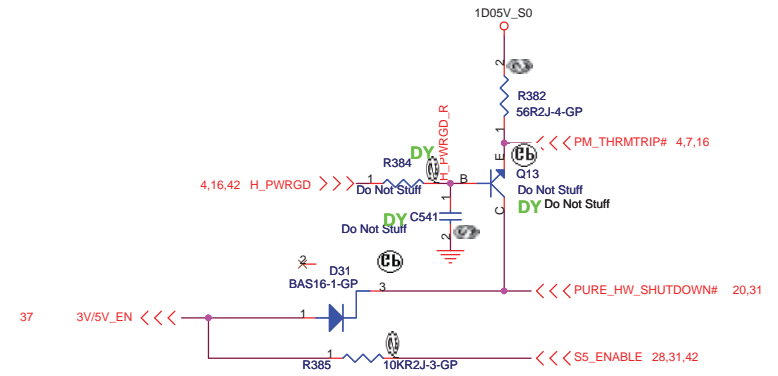 1D05V_S0
2
R382
56R2J-4-GP
1
PM_THRMTRIP# 4,7,16
H_PWRGD_R
E
DY
R384
Q13
4,16,42 H_PWRGD
1
B
Do Not Stuff
Do Not Stuff
C
DY
Do Not Stuff
1
DY
C541
Do Not Stuff
2
2
D31
BAS16-1-GP
3
PURE_HW_SHUTDOWN# 20,31
37 3V/5V_EN
1
1
R385
10KR2J-3-GP
S5_ENABLE 28,31,42